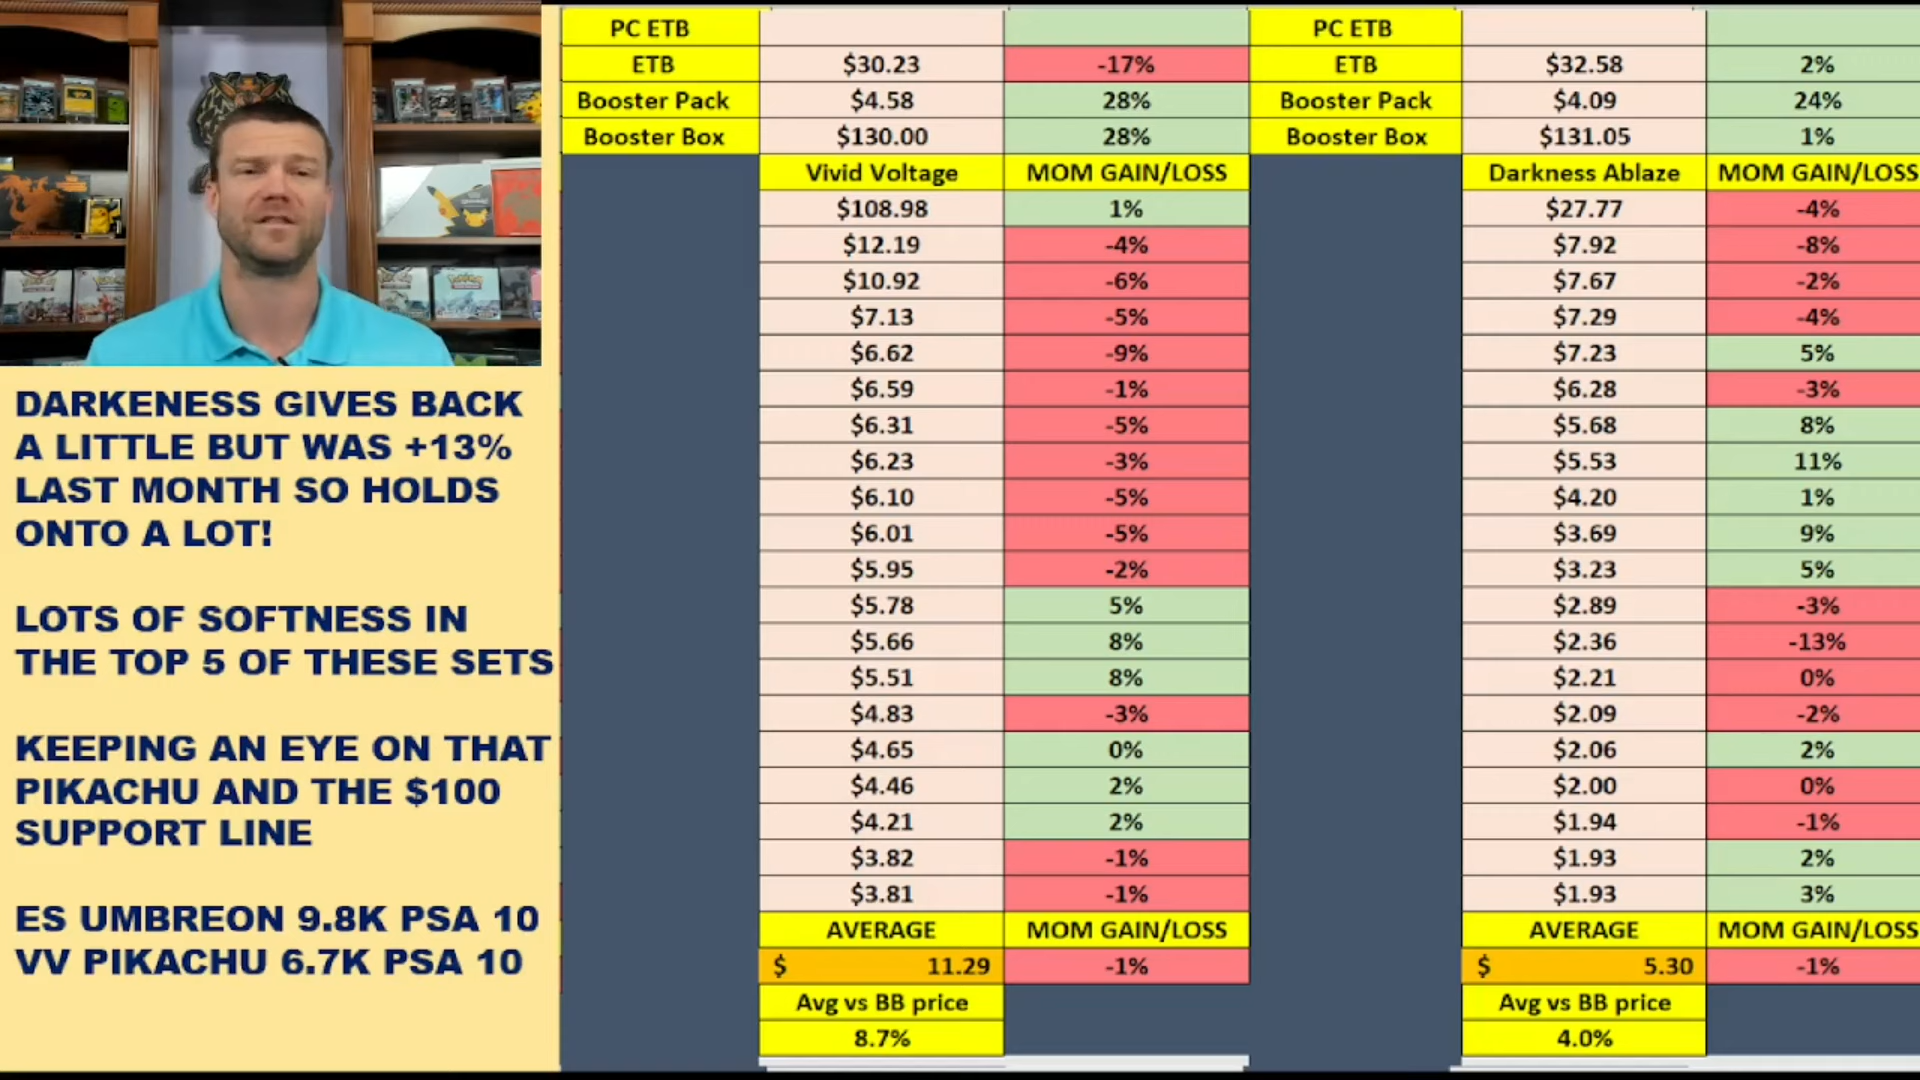 DARKENESS GIVES BACK
A LITTLE BUT WAS +13%
LAST MONTH SO HOLDS
ONTO A LOT!
LOTS OF SOFTNESS IN
THE TOP 5 OF THESE SETS
KEEPING AN EYE ON THAT
PIKACHU AND THE $100
SUPPORT LINE
ES UMBREON 9.8K PSA 10
VV PIKACHU 6.7K PSA 10
PC ETB
ETB $30.23 -17%
Booster Pack $4.58 28%
Booster Box $130.00 28%
Vivid Voltage MOM GAIN/LOSS
$108.98 1%
$12.19 -4%
$10.92 -6%
$7.13 -5%
$6.62 -9%
$6.59 -1%
$6.31 -5%
$6.23 -3%
$6.10 -5%
$6.01 -5%
$5.95 -2%
$5.78 5%
$5.66 8%
$5.51 8%
$4.83 -3%
$4.65 0%
$4.46 2%
$4.21 2%
$3.82 -1%
$3.81 -1%
AVERAGE MOM GAIN/LOSS
$ 11.29 -1%
Avg vs BB price
8.7%
PC ETB
ETB $32.58 2%
Booster Pack $4.09 24%
Booster Box $131.05 1%
Darkness Ablaze MOM GAIN/LOSS
$27.77 -4%
$7.92 -8%
$7.67 -2%
$7.29 -4%
$7.23 5%
$6.28 -3%
$5.68 8%
$5.53 11%
$4.20 1%
$3.69 9%
$3.23 5%
$2.89 -3%
$2.36 -13%
$2.21 0%
$2.09 -2%
$2.06 2%
$2.00 0%
$1.94 -1%
$1.93 2%
$1.93 3%
AVERAGE MOM GAIN/LOSS
$ 5.30 -1%
Avg vs BB price
4.0%